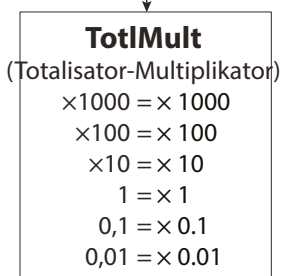 TotlMult
(Totalisator-Multiplikator)
×1000 = × 1000
×100 = × 100
×10 = × 10
1 = × 1
0,1 = × 0.1
0,01 = × 0.01